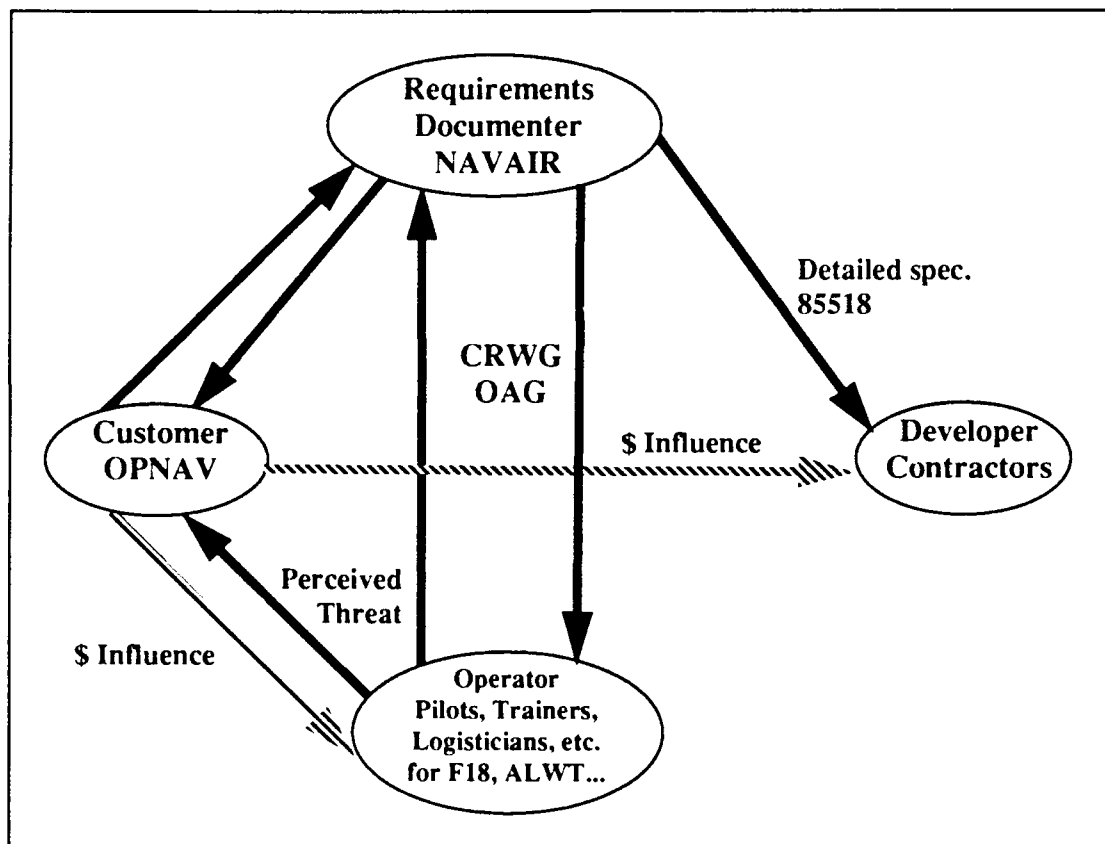 Requirements
Documenter
NAVAIR
Detailed spec.
85518
CRWG
OAG
Customer
OPNAV
$ Influence
Developer
Contractors
Perceived
Threat
$ Influence
Operator
Pilots, Trainers,
Logisticians, etc.
for F18, ALWT...